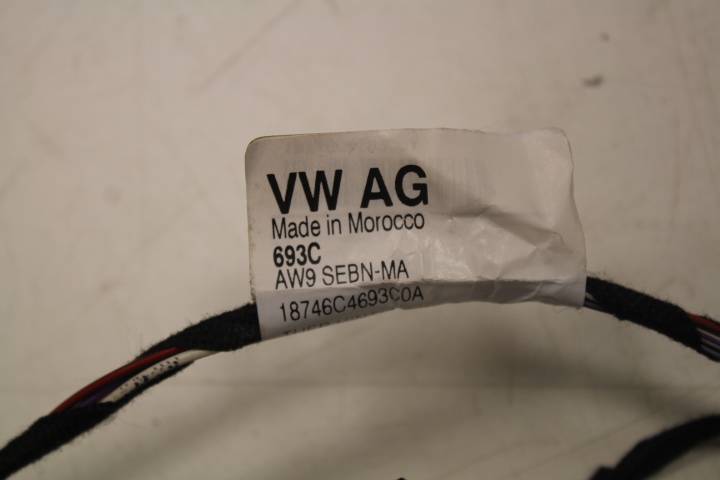 VW AG
Made in Morocco
693C
AW9 SEBN-MA
18746C4693C0A